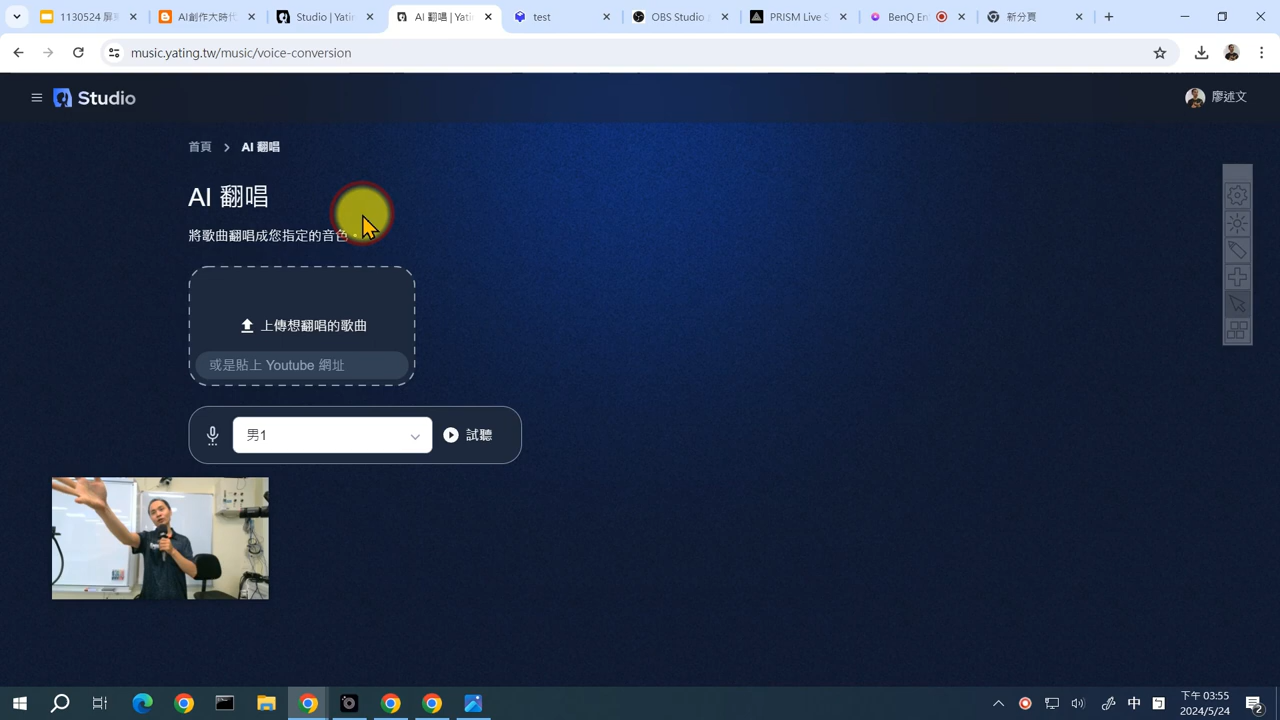 1130524 屏
AI創作大時代
Studio | Yatin
AI 翻唱 | Yati
test
OBS Studio
PRISM Live S
BenQ En
新分頁
music.yating.tw/music/voice-conversion
Studio
廖述文
首頁
AI 翻唱
AI 翻唱
將歌曲翻唱成您指定的音色。
上傳想翻唱的歌曲
或是貼上 Youtube 網址
男1
試聽
中
下午 03:55
2024/5/24
2